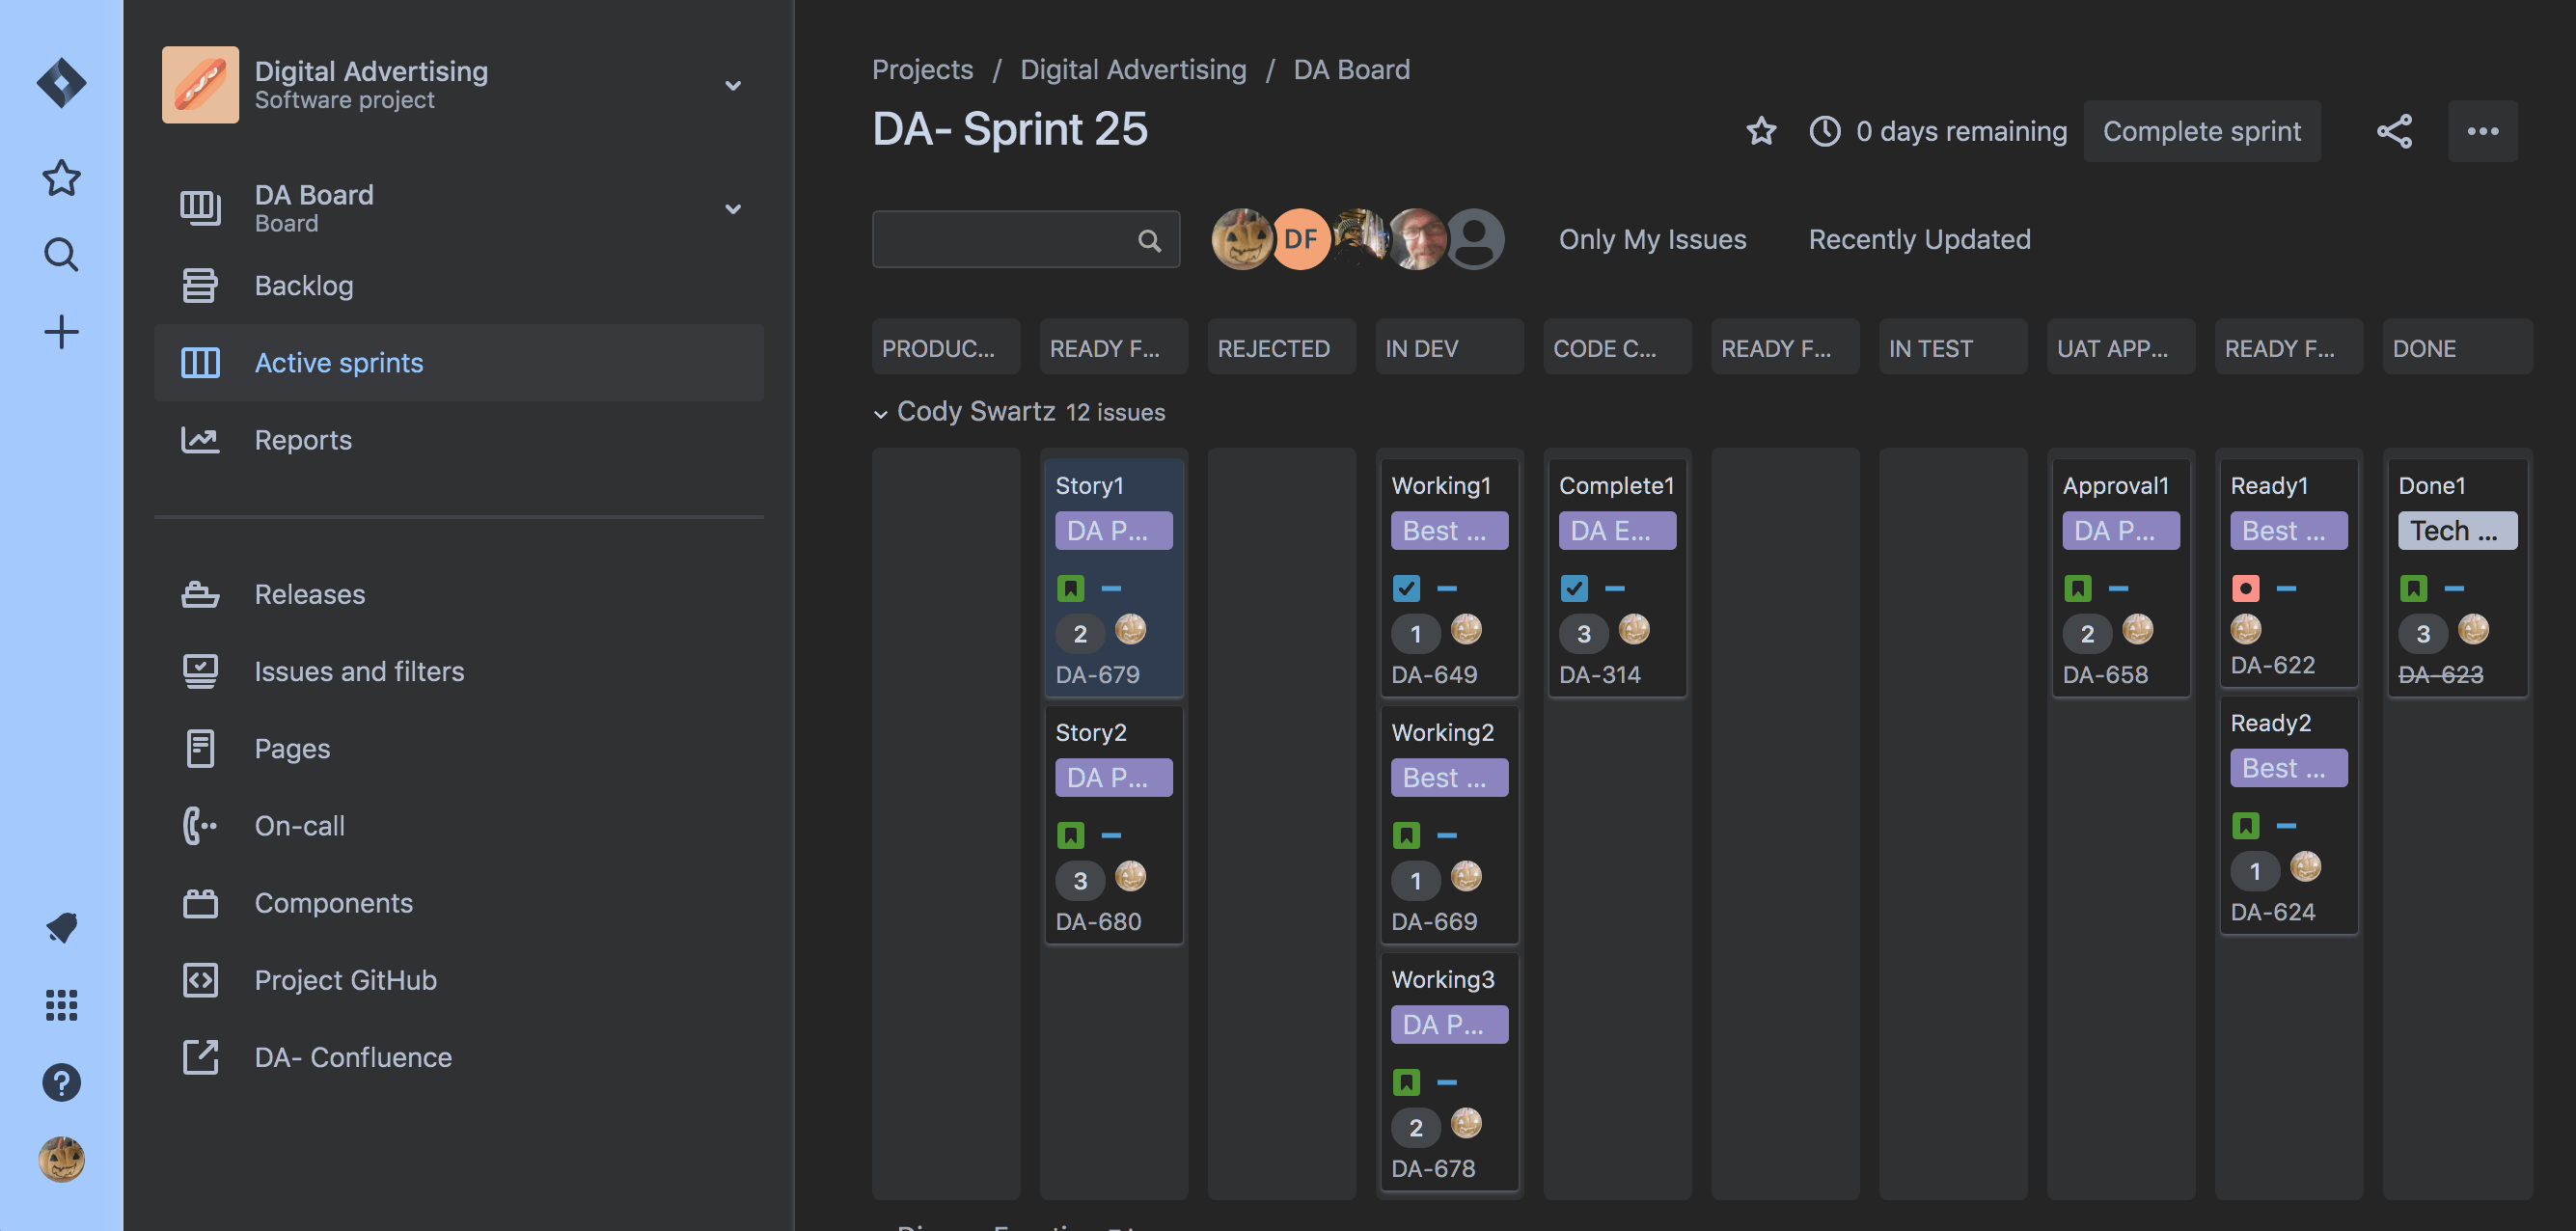 Digital Advertising
Software project
DA Board
Board
Backlog
Active sprints
Reports
Releases
Issues and filters
Pages
On-call
Components
Project GitHub
DA- Confluence
Projects / Digital Advertising / DA Board
DA- Sprint 25
0 days remaining
Complete sprint
DF
Only My Issues
Recently Updated
PRODUC...
READY F...
REJECTED
IN DEV
CODE C...
READY F...
IN TEST
UAT APP...
READY F...
DONE
Cody Swartz 12 issues
Story1
DA P...
2
DA-679
Story2
DA P...
3
DA-680
Working1
Best ...
1
DA-649
Working2
Best ...
1
DA-669
Working3
DA P...
2
DA-678
Complete1
DA E...
3
DA-314
Approval1
DA P...
2
DA-658
Ready1
Best ...
DA-622
Ready2
Best ...
1
DA-624
Done1
Tech ...
3
DA-623